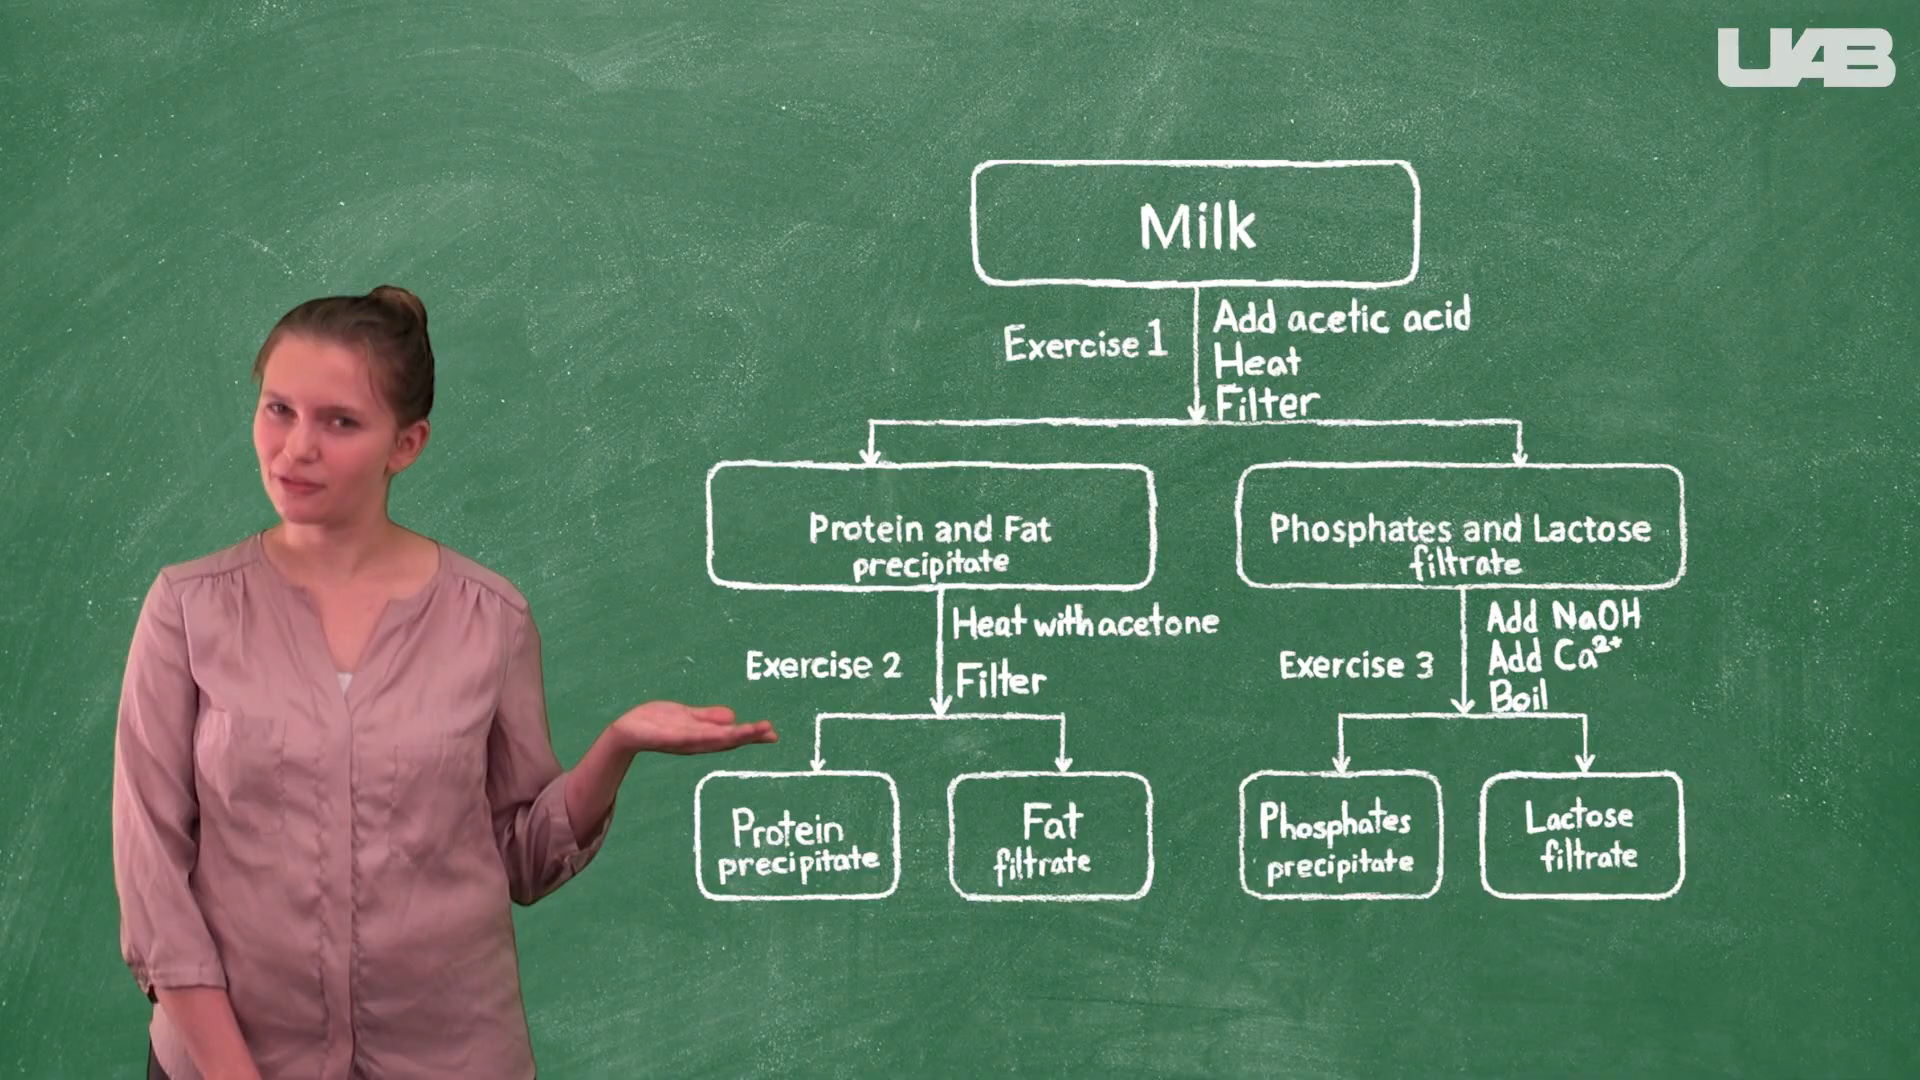 UAB
Milk
Exercise 1
Add acetic acid
Heat
Filter
Protein and Fat
precipitate
Phosphates and Lactose
filtrate
Exercise 2
Heat with acetone
Filter
Exercise 3
Add NaOH
Add Ca²⁺
Boil
Protein
precipitate
Fat
filtrate
Phosphates
precipitate
Lactose
filtrate